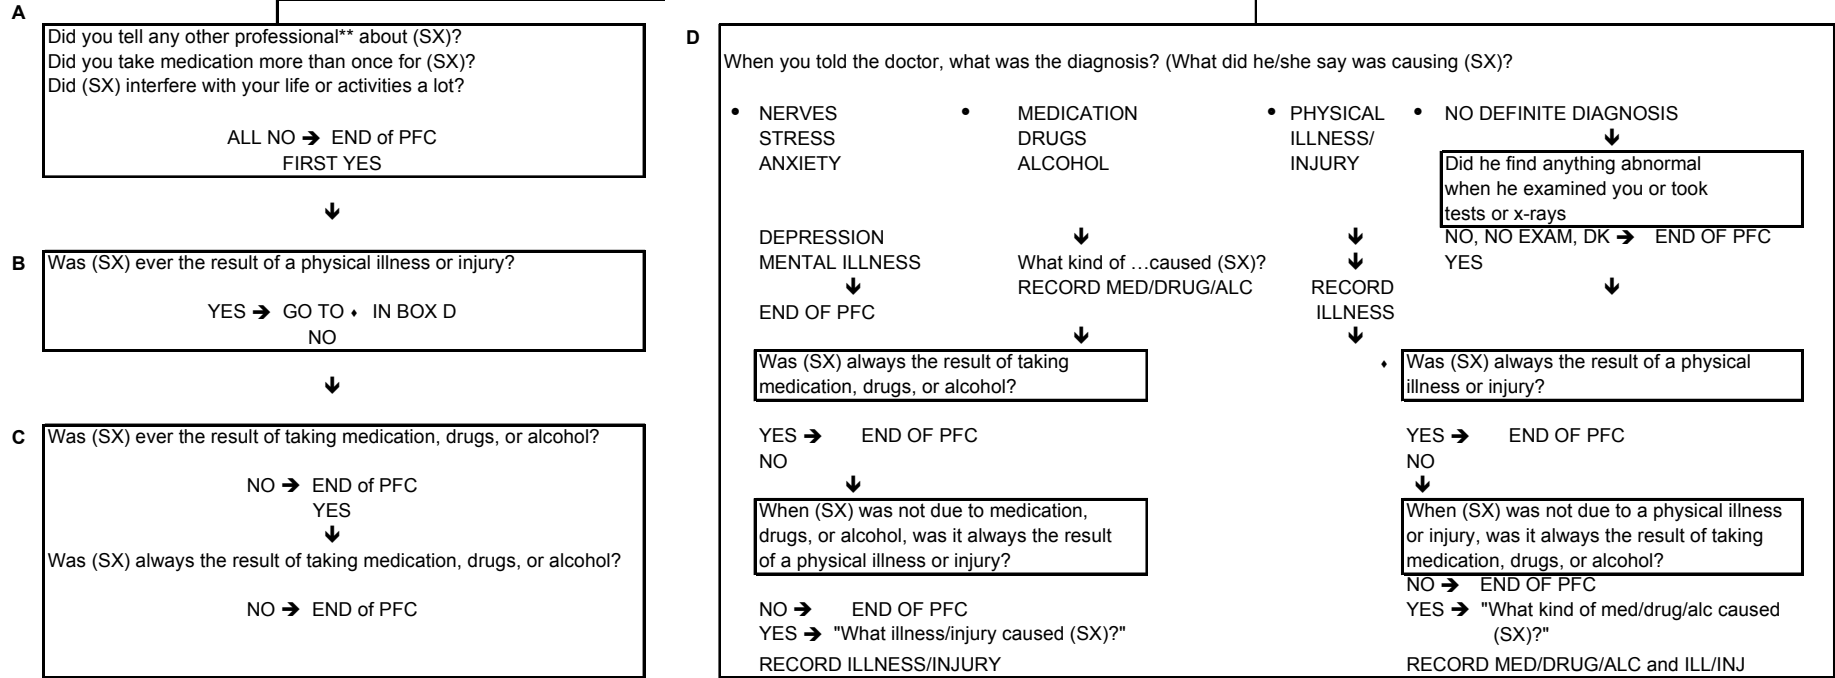 A
Did you tell any other professional** about (SX)?
Did you take medication more than once for (SX)?
Did (SX) interfere with your life or activities a lot?
ALL NO ➔ END of PFC
FIRST YES
B
Was (SX) ever the result of a physical illness or injury?
YES ➔ GO TO ♦ IN BOX D
NO
C
Was (SX) ever the result of taking medication, drugs, or alcohol?
NO ➔ END of PFC
YES
Was (SX) always the result of taking medication, drugs, or alcohol?
NO ➔ END of PFC
D
When you told the doctor, what was the diagnosis? (What did he/she say was causing (SX)?
• NERVES
STRESS
ANXIETY
DEPRESSION
MENTAL ILLNESS
END OF PFC
• MEDICATION
DRUGS
ALCOHOL
What kind of …caused (SX)?
RECORD MED/DRUG/ALC
Was (SX) always the result of taking
medication, drugs, or alcohol?
YES ➔ END OF PFC
NO
When (SX) was not due to medication,
drugs, or alcohol, was it always the result
of a physical illness or injury?
NO ➔ END OF PFC
YES ➔ "What illness/injury caused (SX)?"
RECORD ILLNESS/INJURY
• PHYSICAL
ILLNESS/
INJURY
RECORD
ILLNESS
• NO DEFINITE DIAGNOSIS
Did he find anything abnormal
when he examined you or took
tests or x-rays
NO, NO EXAM, DK ➔ END OF PFC
YES
♦ Was (SX) always the result of a physical
illness or injury?
YES ➔ END OF PFC
NO
When (SX) was not due to a physical illness
or injury, was it always the result of taking
medication, drugs, or alcohol?
NO ➔ END OF PFC
YES ➔ "What kind of med/drug/alc caused
(SX)?"
RECORD MED/DRUG/ALC and ILL/INJ